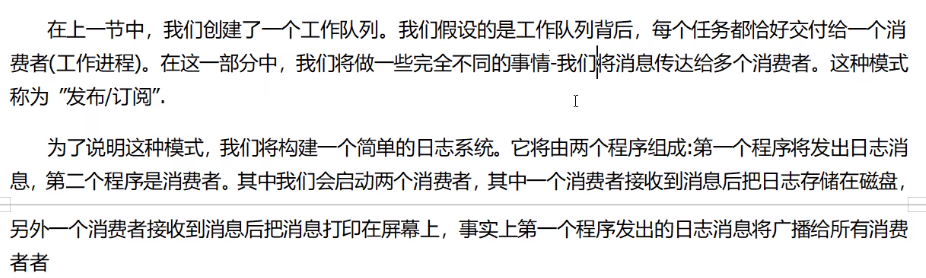 在上一节中，我们创建了一个工作队列。我们假设的是工作队列背后，每个任务都恰好交付给一个消
费者(工作进程)。在这一部分中，我们将做一些完全不同的事情-我们将消息传达给多个消费者。这种模式
称为 ”发布/订阅”.
为了说明这种模式，我们将构建一个简单的日志系统。它将由两个程序组成:第一个程序将发出日志消
息，第二个程序是消费者。其中我们会启动两个消费者，其中一个消费者接收到消息后把日志存储在磁盘，
另外一个消费者接收到消息后把消息打印在屏幕上，事实上第一个程序发出的日志消息将广播给所有消费
者者